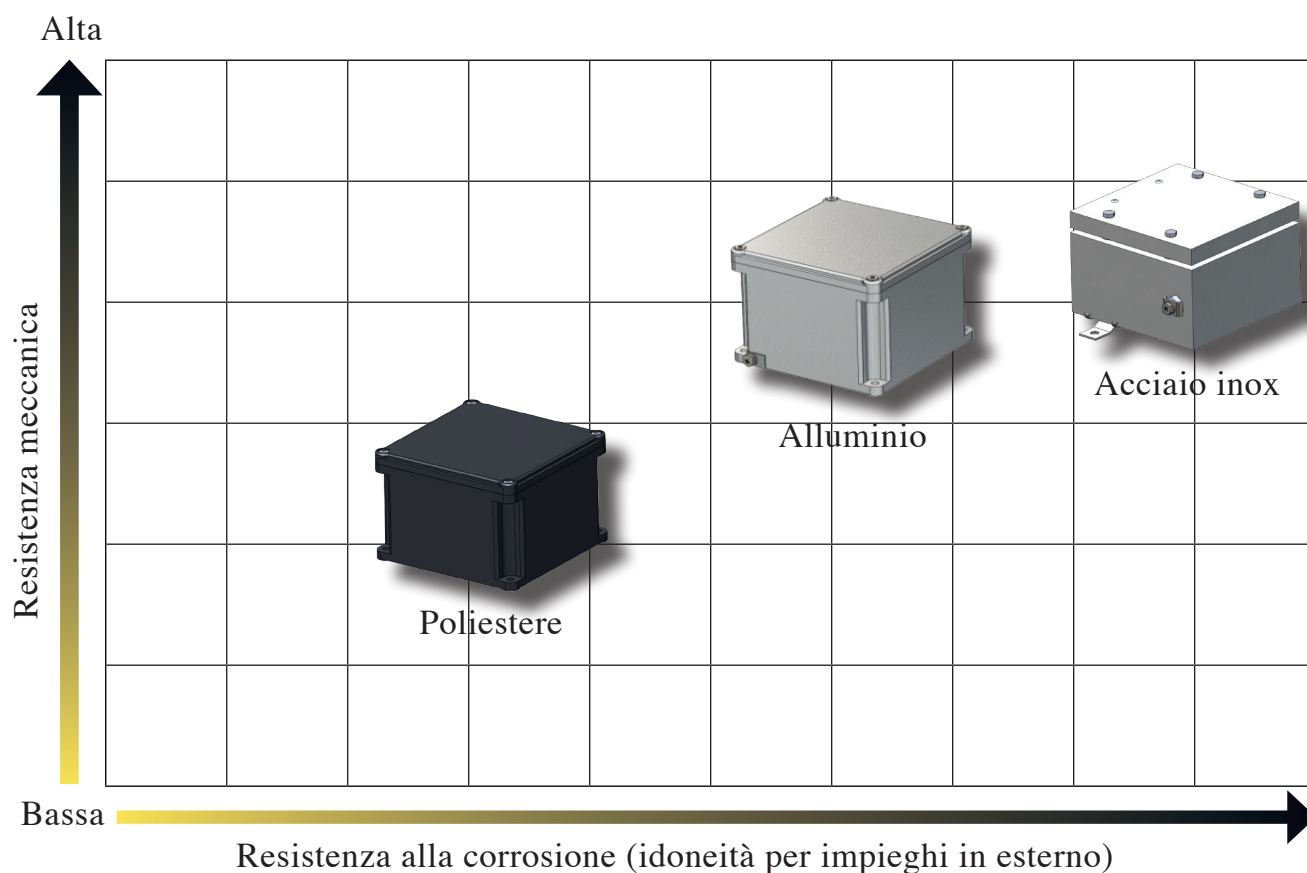 Alta
Resistenza meccanica
Acciaio inox
Alluminio
Poliestere
Bassa
Resistenza alla corrosione (idoneità per impieghi in esterno)